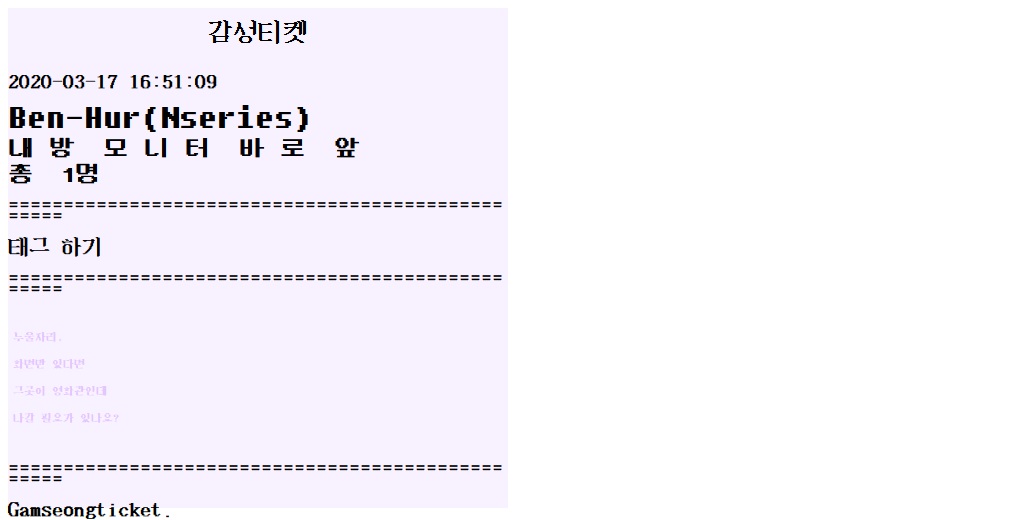 감성티켓
2020-03-17 16:51:09
Ben-Hur(Nseries)
내 방 모니터 바로 앞
총 1명
=============================================
=====
태그 하기
=============================================
=====
누울자리.
화면만 있다면
그곳이 영화관인데
나갈 필요가 있나요?
=============================================
=====
Gamseongticket.